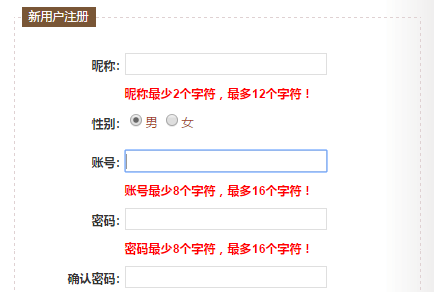 新用户注册
昵称:
昵称最少2个字符，最多12个字符！
性别: 男 女
账号:
账号最少8个字符，最多16个字符！
密码:
密码最少8个字符，最多16个字符！
确认密码: